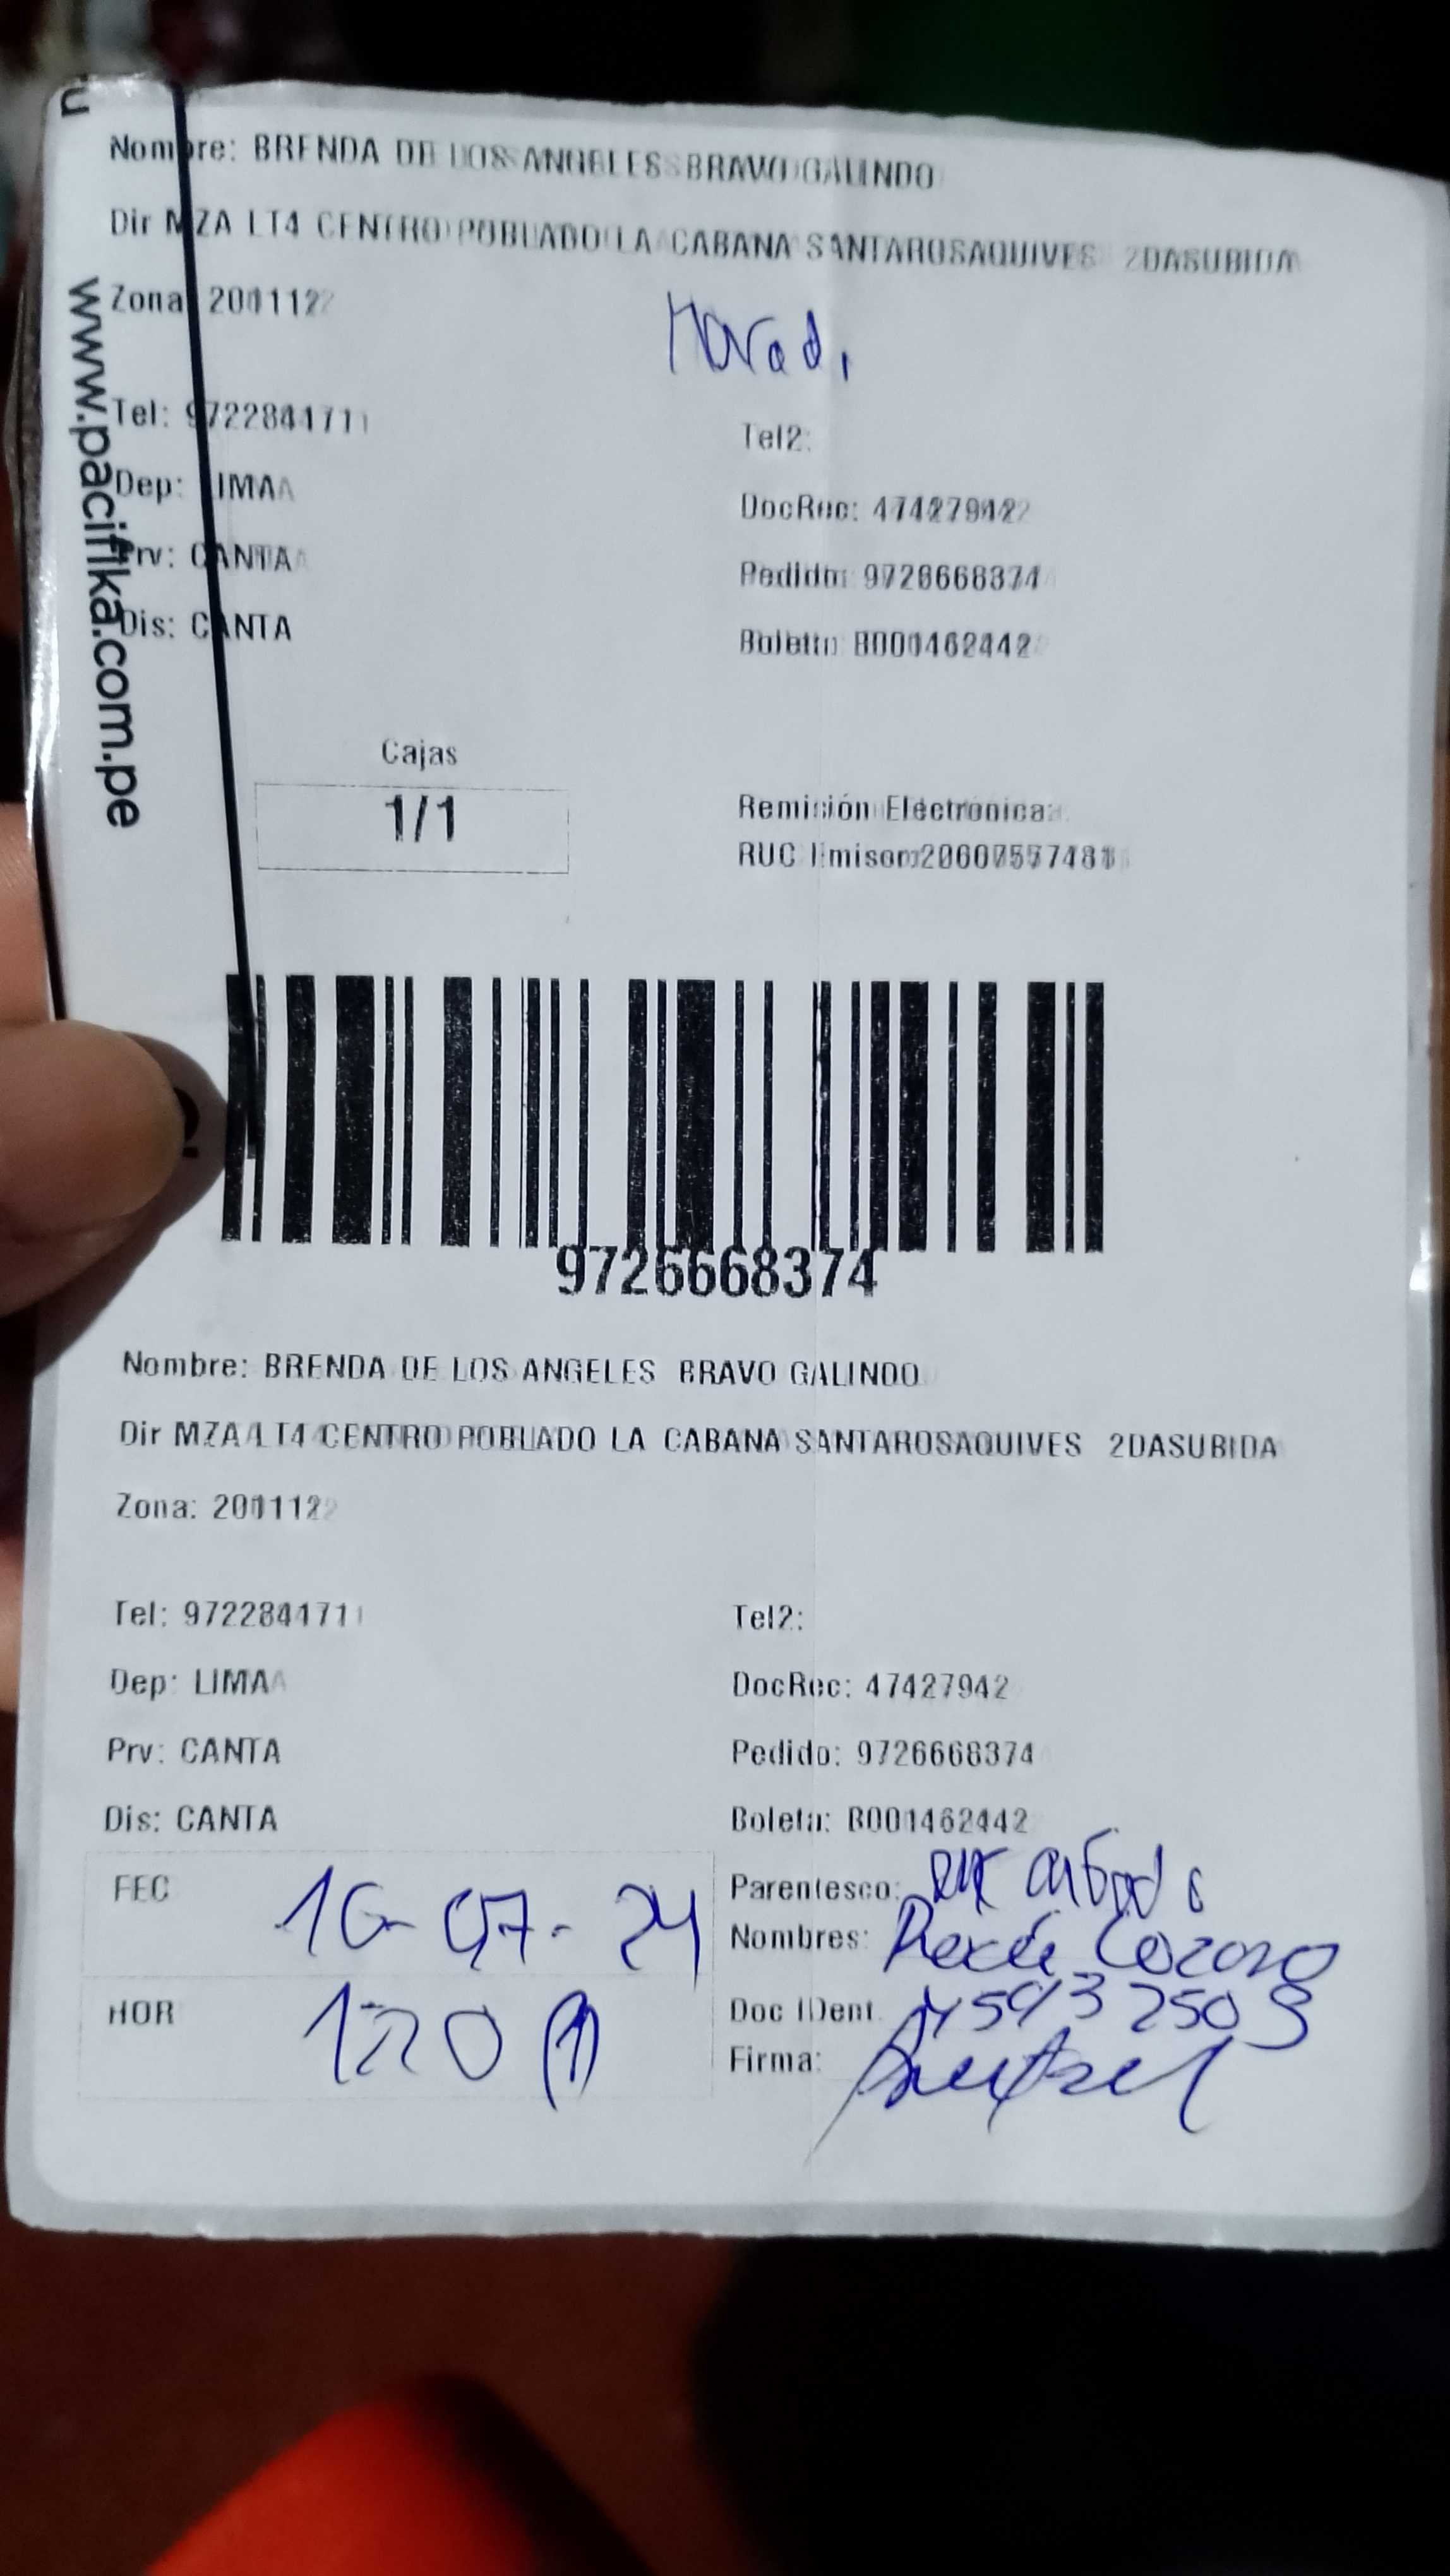 Nombre: BRENDA DE LOS ANGELES BRAVO GALINDO
Dir MZA LT4 CENTRO POBLADO LA CABANA SANTAROSAQUIVES 2DASUBIDA
Zona: 201112
Tel: 972284171
Tel2:
Dep: LIMA
DocRec: 47427942
Prv: CANTA
Pedido: 9726668374
Dis: CANTA
Boleta: B001462442
www.pacifika.com.pe
Cajas
1/1
Remisión Electrónica:
RUC Emisor:
9726668374
Nombre: BRENDA DE LOS ANGELES BRAVO GALINDO
Dir MZA LT4 CENTRO POBLADO LA CABANA SANTAROSAQUIVES 2DASUBIDA
Zona: 201112
Tel: 972284171
Tel2:
Dep: LIMA
DocRec: 47427942
Prv: CANTA
Pedido: 9726668374
Dis: CANTA
Boleta: B001462442
FEC 16-07-24
Parentesco:
Nombres:
HOR
Doc IDent.
Firma: